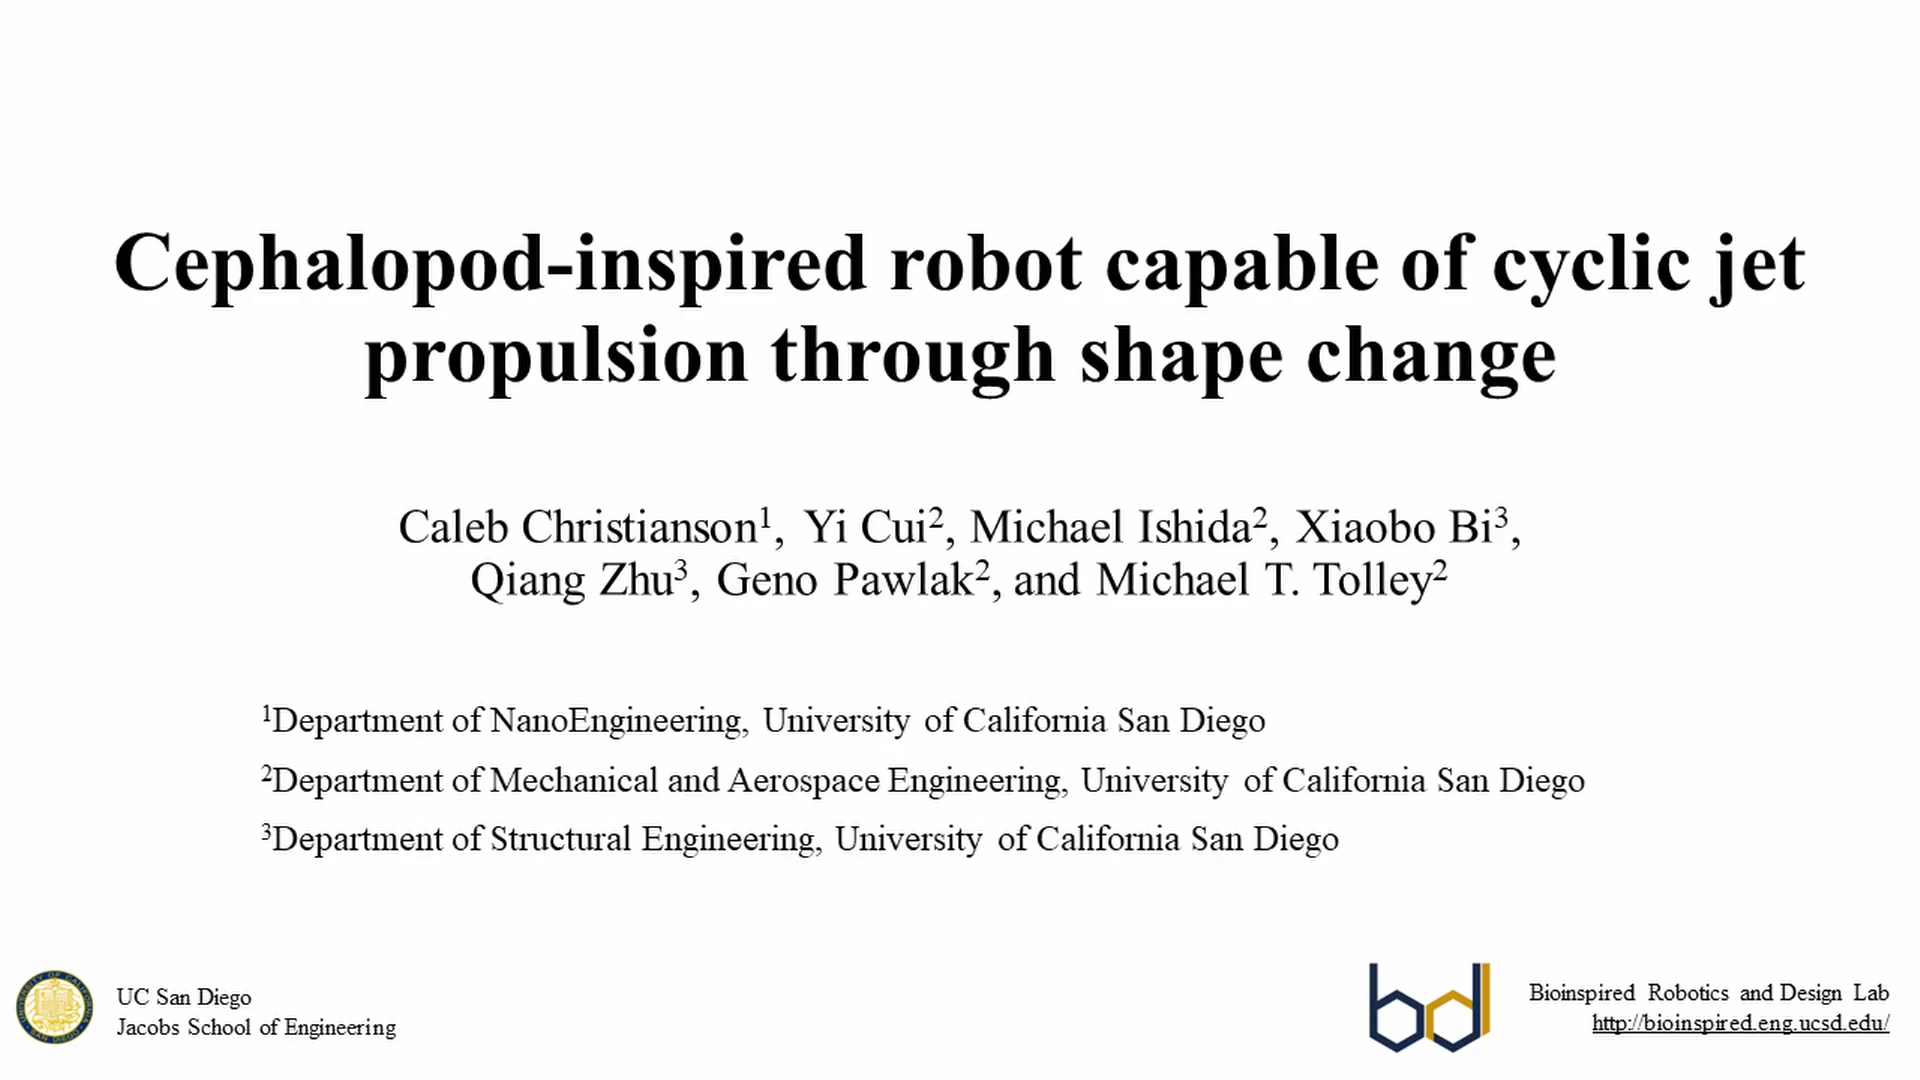 Cephalopod-inspired robot capable of cyclic jet
propulsion through shape change
Caleb Christianson¹, Yi Cui², Michael Ishida², Xiaobo Bi³,
Qiang Zhu³, Geno Pawlak², and Michael T. Tolley²
¹Department of NanoEngineering, University of California San Diego
²Department of Mechanical and Aerospace Engineering, University of California San Diego
³Department of Structural Engineering, University of California San Diego
UC San Diego
Jacobs School of Engineering
bd
Bioinspired Robotics and Design Lab
http://bioinspired.eng.ucsd.edu/